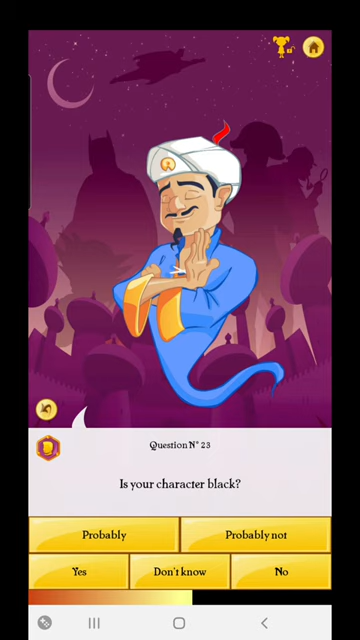 Question N° 23
Is your character black?
Probably
Probably not
Yes
Don't know
No